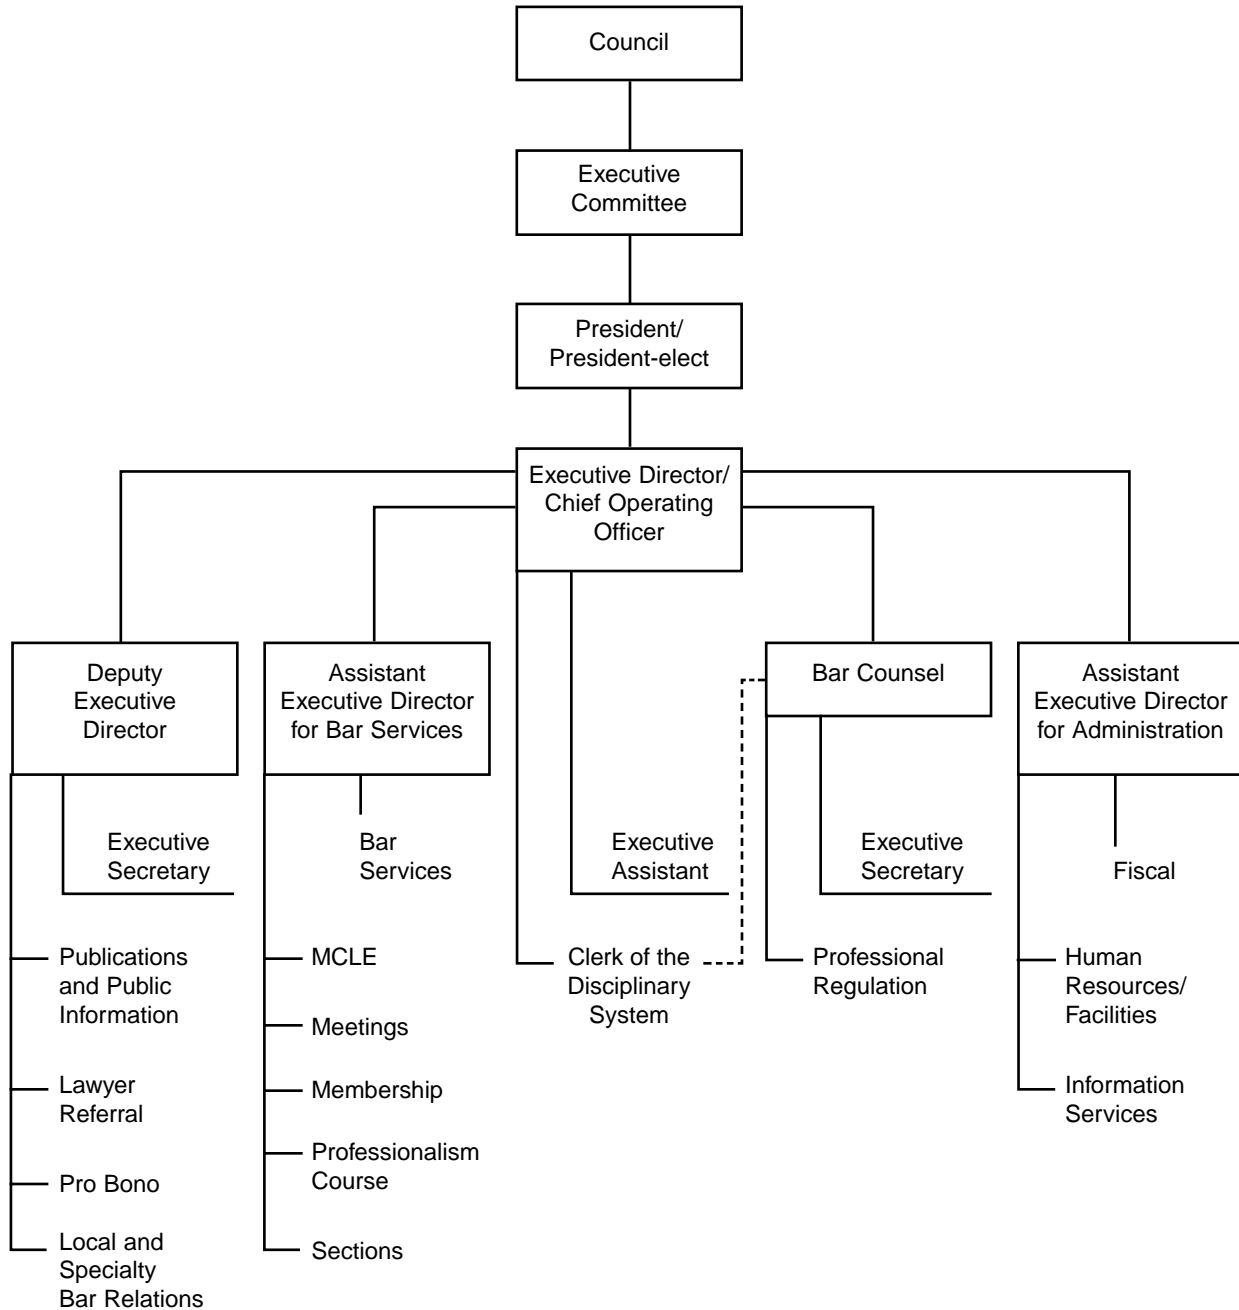 Council
Executive
Committee
President/
President-elect
Executive Director/
Chief Operating
Officer
Deputy
Executive
Director
Assistant
Executive Director
for Bar Services
Bar Counsel
Assistant
Executive Director
for Administration
Executive
Secretary
Bar
Services
Executive
Assistant
Executive
Secretary
Fiscal
Publications
and Public
Information
Lawyer
Referral
Pro Bono
Local and
Specialty
Bar Relations
MCLE
Meetings
Membership
Professionalism
Course
Sections
Clerk of the
Disciplinary
System
Professional
Regulation
Human
Resources/
Facilities
Information
Services